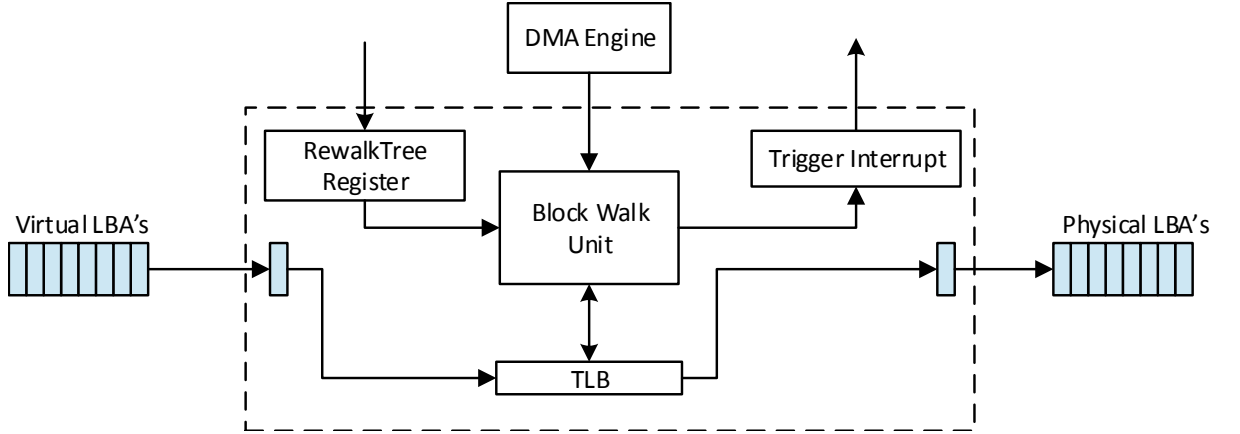 DMA Engine
RewalkTree
Register
Trigger Interrupt
Block Walk
Unit
Virtual LBA's
Physical LBA's
TLB